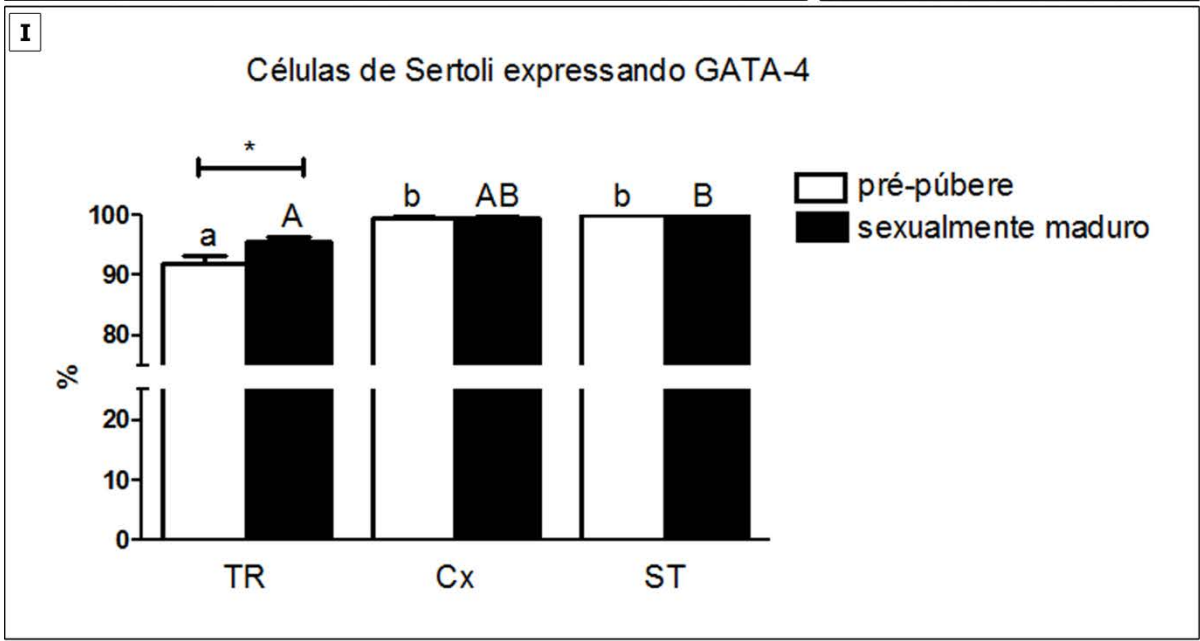 I
Células de Sertoli expressando GATA-4
*
pré-púbere
sexualmente maduro
a A b AB b B
100
90
80
%
20
10
0
TR Cx ST